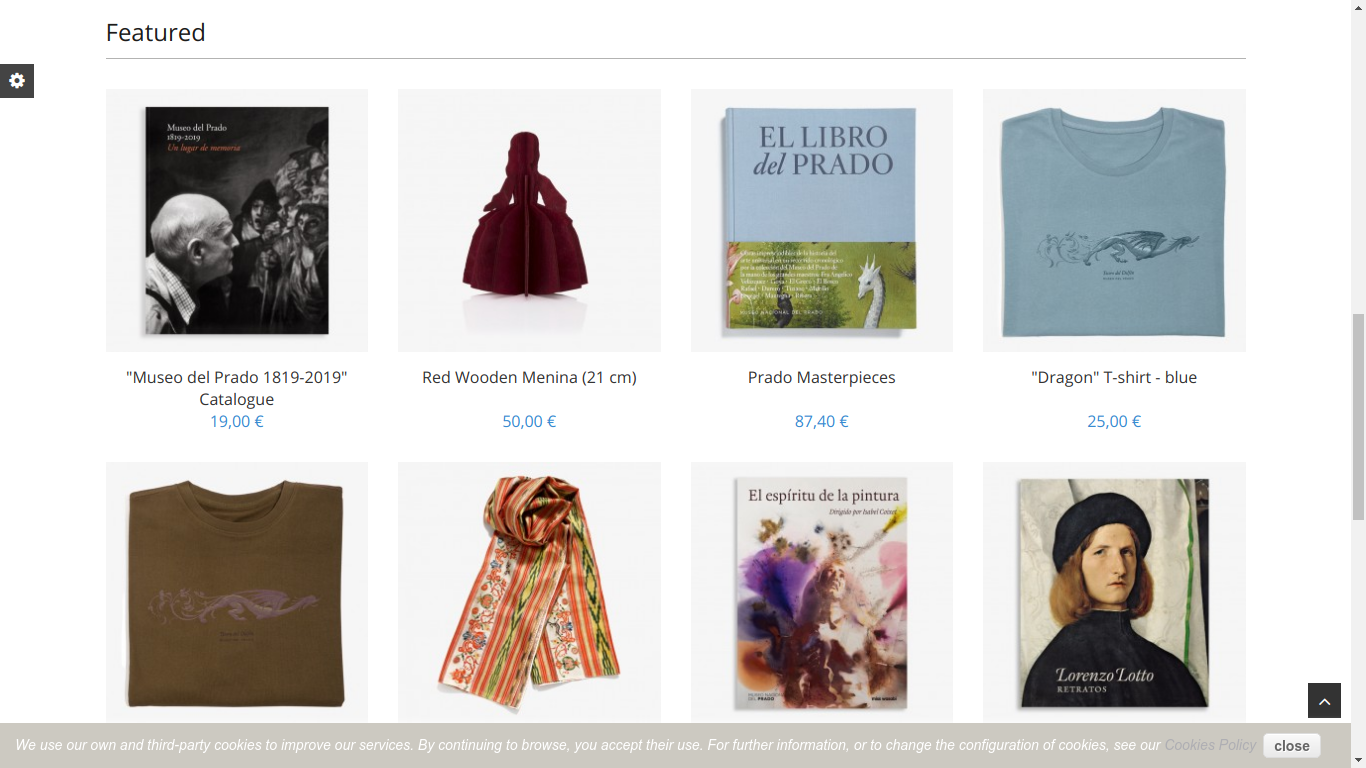 Featured
Museo del Prado
1819-2019
Un lugar de memoria
EL LIBRO
del PRADO
MUSEO NACIONAL DEL PRADO
"Museo del Prado 1819-2019"
Catalogue
19,00 €
Red Wooden Menina (21 cm)
50,00 €
Prado Masterpieces
87,40 €
"Dragon" T-shirt - blue
25,00 €
El espíritu de la pintura
Dirigida por Isabel Coixet
Lorenzo Lotto
RETRATOS
We use our own and third-party cookies to improve our services. By continuing to browse, you accept their use. For further information, or to change the configuration of cookies, see our Cookies Policy
close